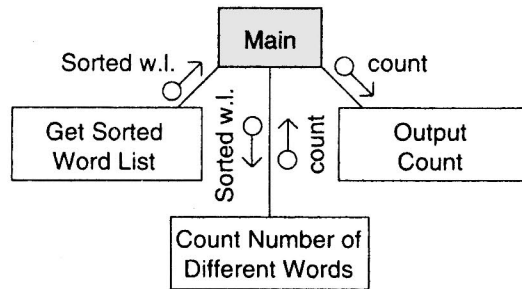 Main
Sorted w.l.
count
Get Sorted
Word List
Sorted w.l.
count
Output
Count
Count Number of
Different Words